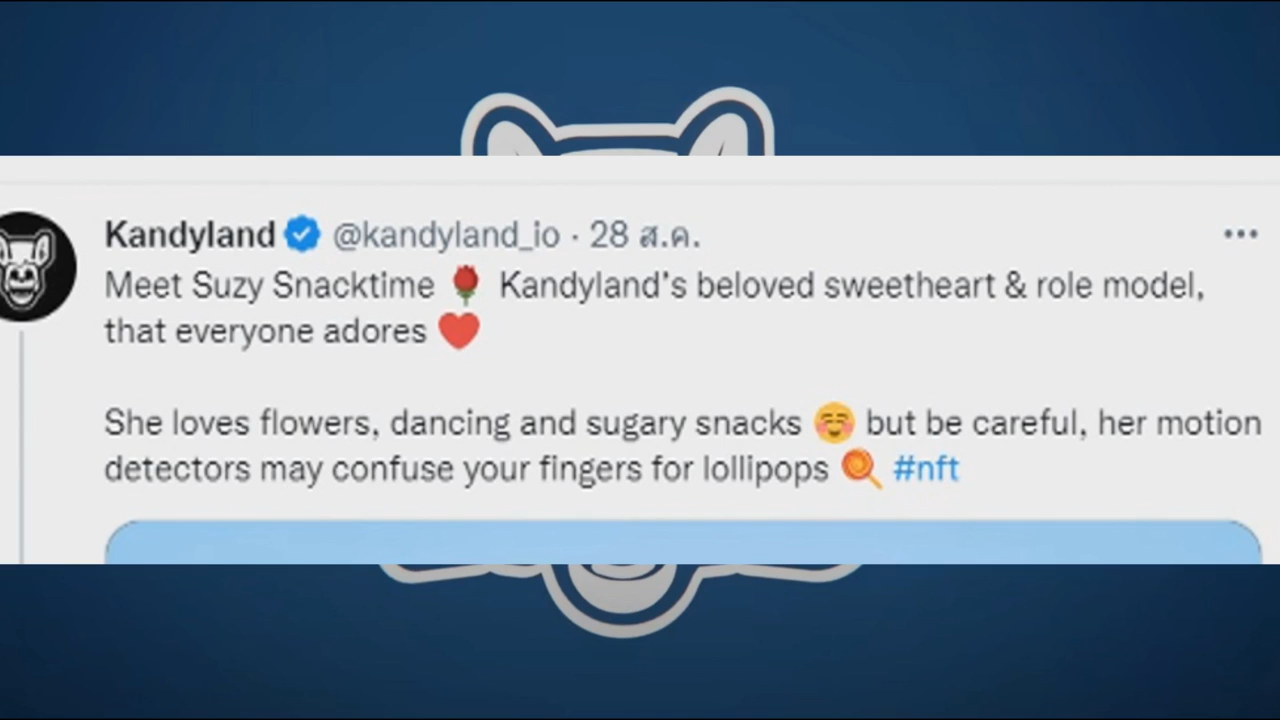 Kandyland @kandyland_io · 28 ส.ค.
Meet Suzy Snacktime 🌹 Kandyland's beloved sweetheart & role model,
that everyone adores ❤️
She loves flowers, dancing and sugary snacks ☺️ but be careful, her motion
detectors may confuse your fingers for lollipops 🍭 #nft